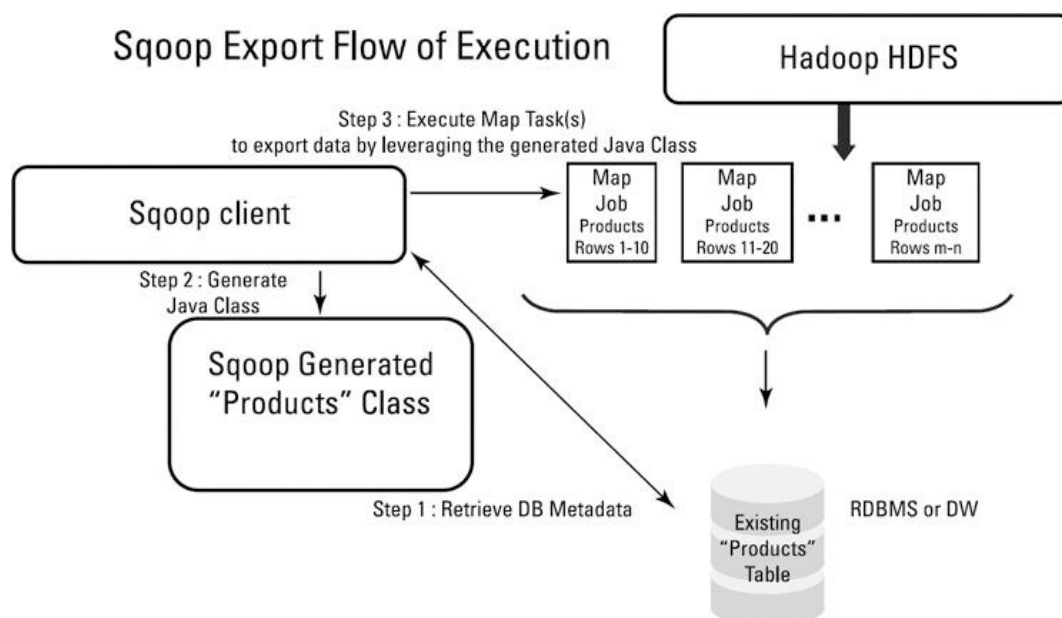 Sqoop Export Flow of Execution
Hadoop HDFS
Step 3 : Execute Map Task(s)
to export data by leveraging the generated Java Class
Sqoop client
Map
Job
Products
Rows 1-10
Map
Job
Products
Rows 11-20
...
Map
Job
Products
Rows m-n
Step 2 : Generate
Java Class
Sqoop Generated
“Products” Class
Step 1 : Retrieve DB Metadata
Existing
“Products”
Table
RDBMS or DW